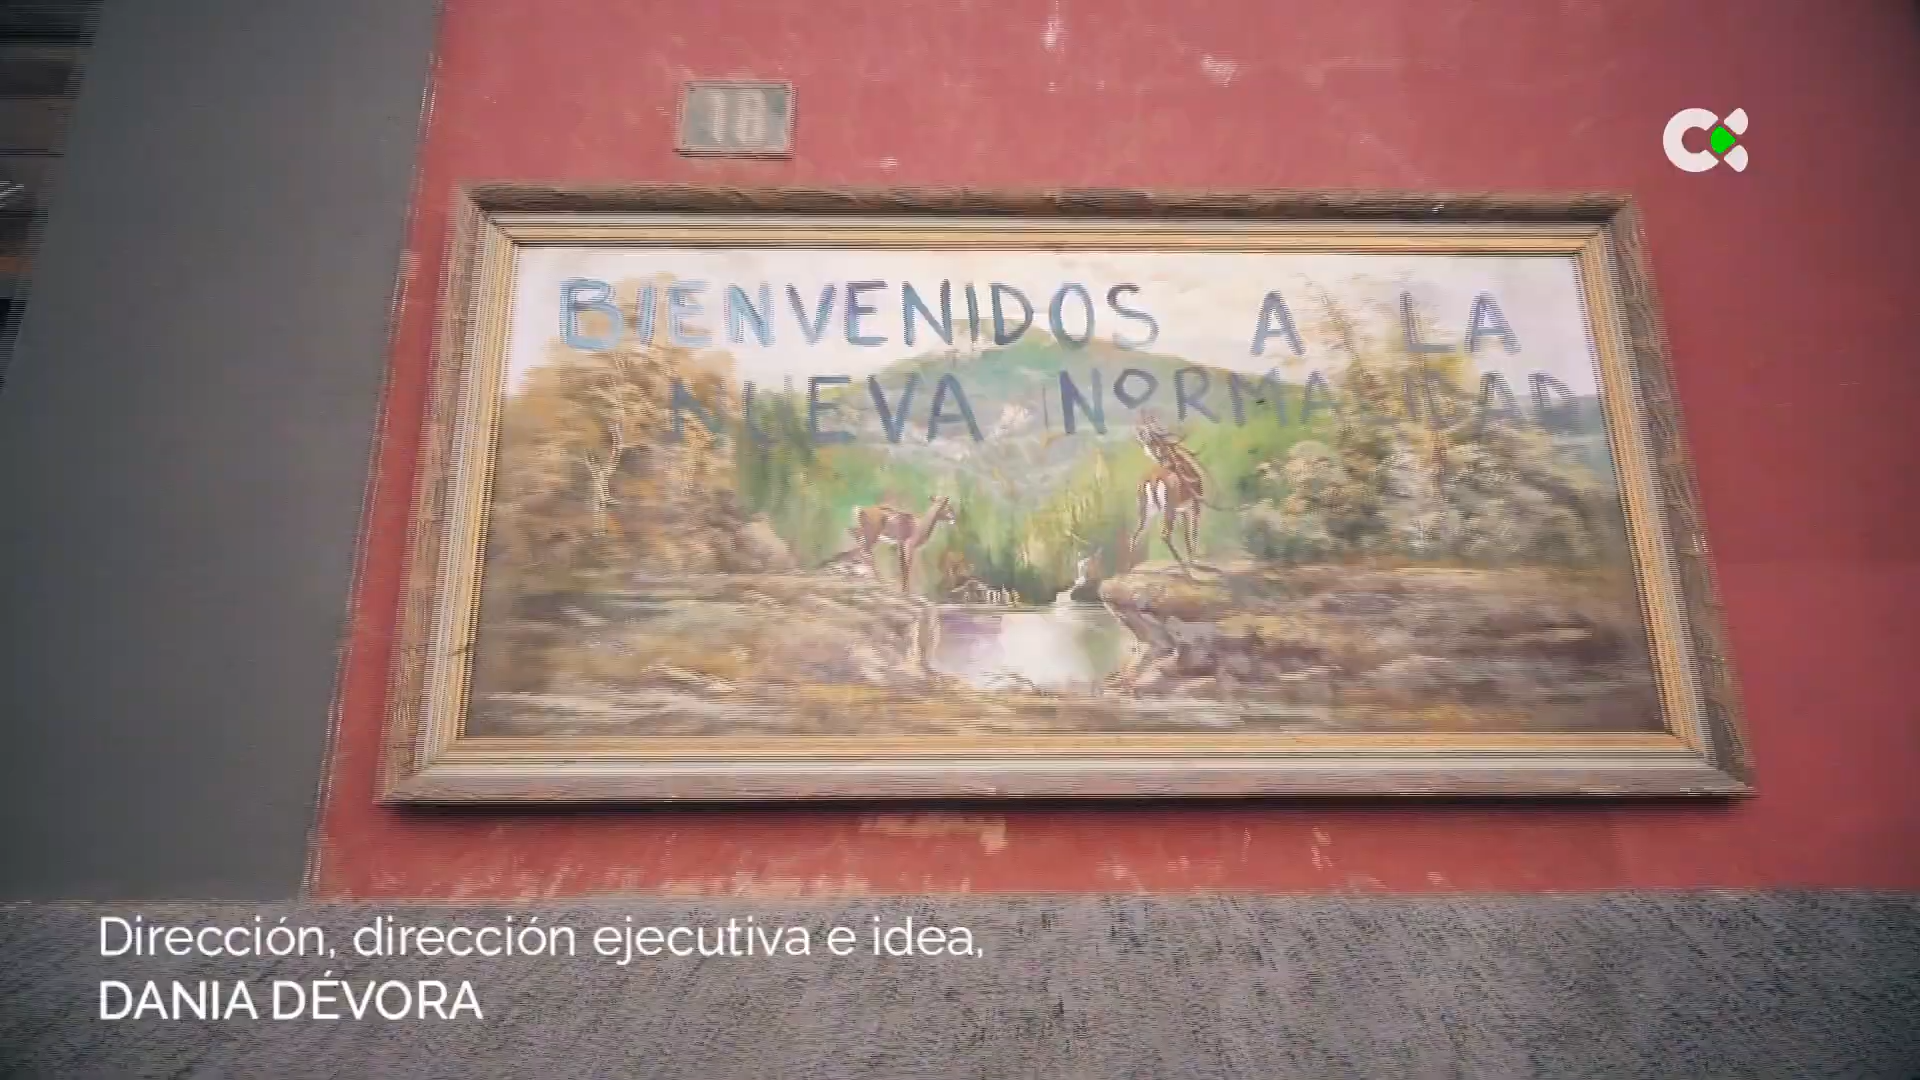 18
BIENVENIDOS A LA
NUEVA NORMALIDAD
Dirección, dirección ejecutiva e idea,
DANIA DÉVORA